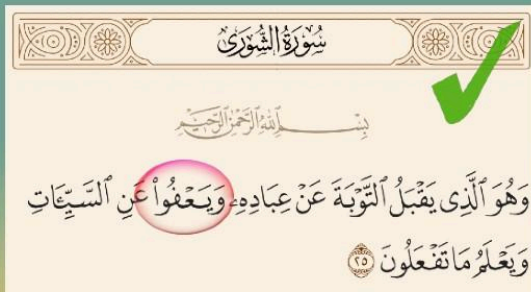 سُورَةُ الشُّورَىٰ
بِسْمِ ٱللَّهِ ٱلرَّحْمَٰنِ ٱلرَّحِيمِ
وَهُوَ ٱلَّذِى يَقْبَلُ ٱلتَّوْبَةَ عَنْ عِبَادِهِۦ وَيَعْفُوا۟ عَنِ ٱلسَّيِّـَٔاتِ
وَيَعْلَمُ مَا تَفْعَلُونَ ٢٥